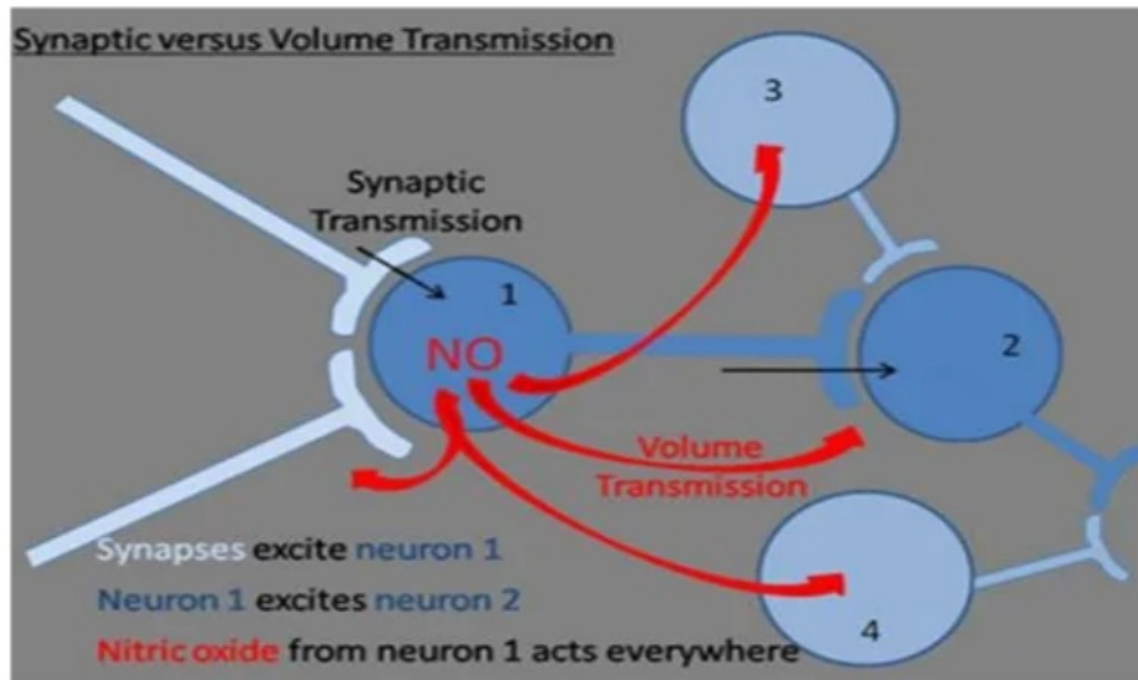 Synaptic versus Volume Transmission
3
Synaptic
Transmission
1
NO
2
Volume
Transmission
Synapses excite neuron 1
Neuron 1 excites neuron 2
Nitric oxide from neuron 1 acts everywhere
4